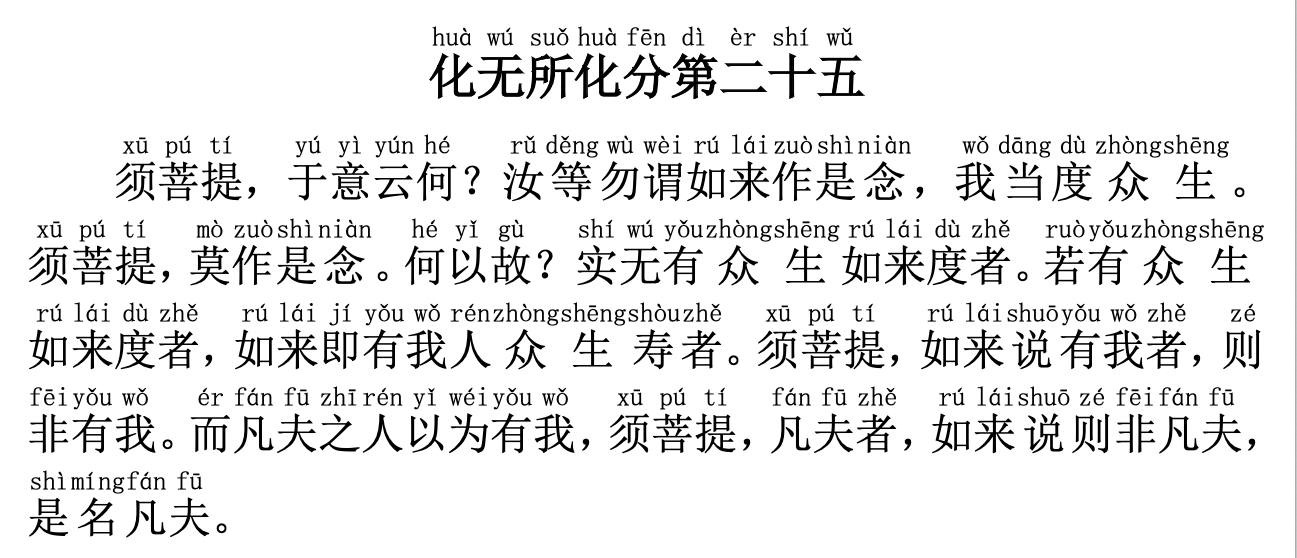 huà wú suǒ huà fēn dì èr shí wǔ
化无所化分第二十五
xū pú tí yú yì yún hé rǔ děng wù wèi rú lái zuò shì niàn wǒ dāng dù zhòng shēng
须菩提，于意云何？汝等勿谓如来作是念，我当度众生。
xū pú tí mò zuò shì niàn hé yǐ gù shí wú yǒu zhòng shēng rú lái dù zhě ruò yǒu zhòng shēng
须菩提，莫作是念。何以故？实无有众生如来度者。若有众生
rú lái dù zhě rú lái jí yǒu wǒ rén zhòng shēng shòu zhě xū pú tí rú lái shuō yǒu wǒ zhě zé
如来度者，如来即有我人众生寿者。须菩提，如来说有我者，则
fēi yǒu wǒ ér fán fū zhī rén yǐ wéi yǒu wǒ xū pú tí fán fū zhě rú lái shuō zé fēi fán fū
非有我。而凡夫之人以为有我，须菩提，凡夫者，如来说则非凡夫，
shì míng fán fū
是名凡夫。